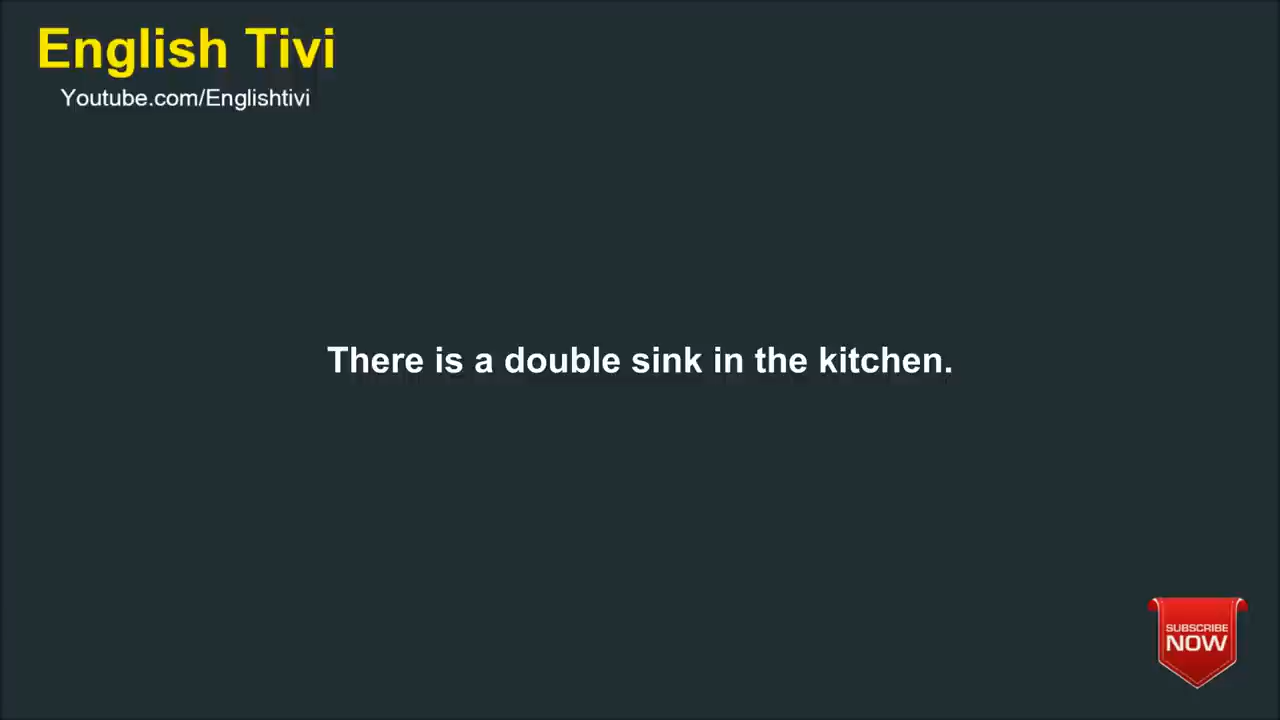 English Tivi
Youtube.com/Englishtivi
There is a double sink in the kitchen.
SUBSCRIBE
NOW